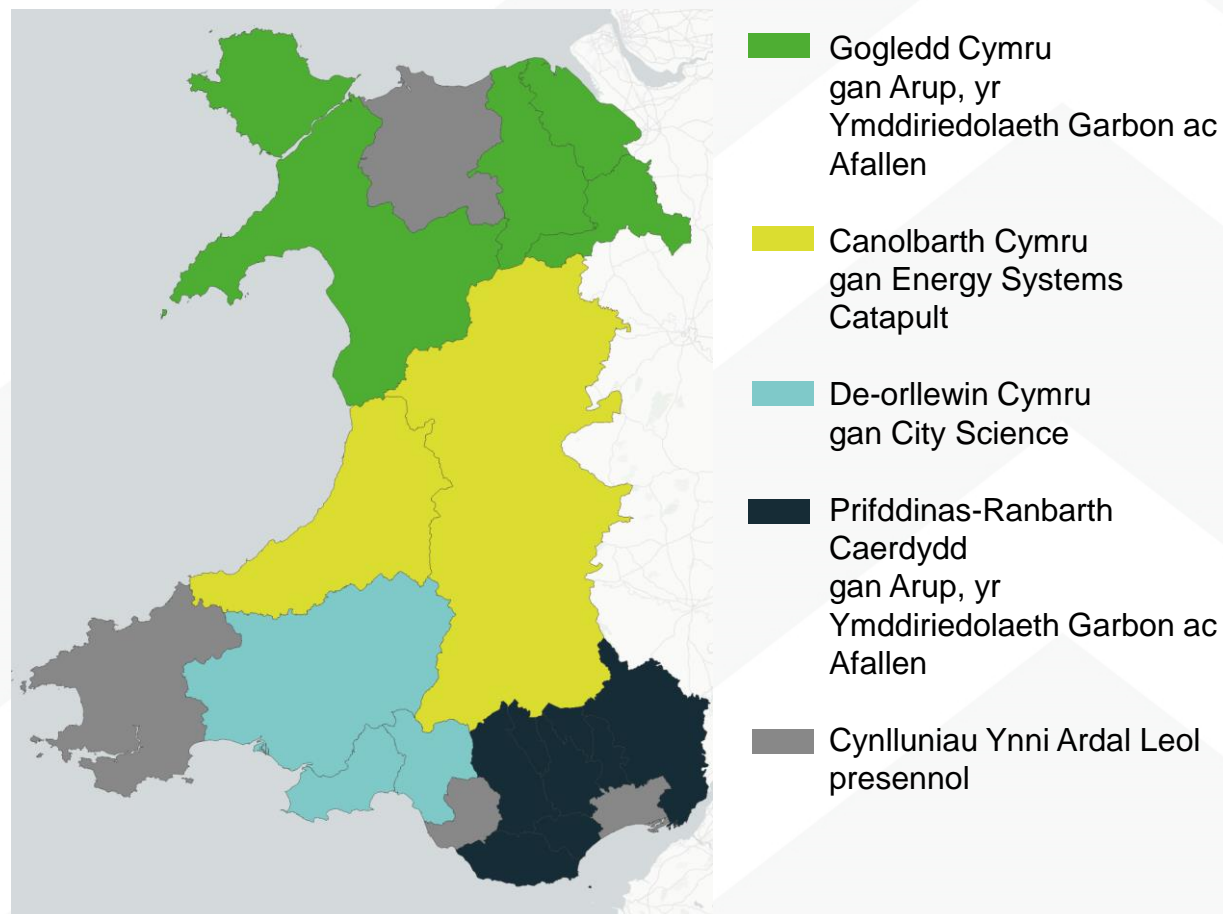 Gogledd Cymru
gan Arup, yr
Ymddiriedolaeth Garbon ac
Afallen
Canolbarth Cymru
gan Energy Systems
Catapult
De-orllewin Cymru
gan City Science
Prifddinas-Ranbarth
Caerdydd
gan Arup, yr
Ymddiriedolaeth Garbon ac
Afallen
Cynlluniau Ynni Ardal Leol
presennol